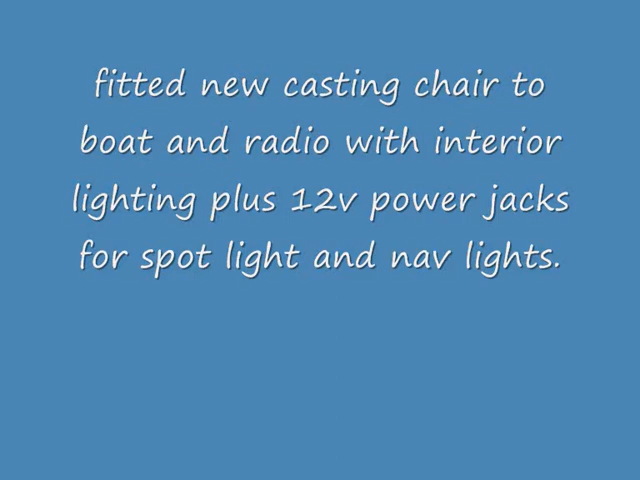 fitted new casting chair to
boat and radio with interior
lighting plus 12v power jacks
for spot light and nav lights.